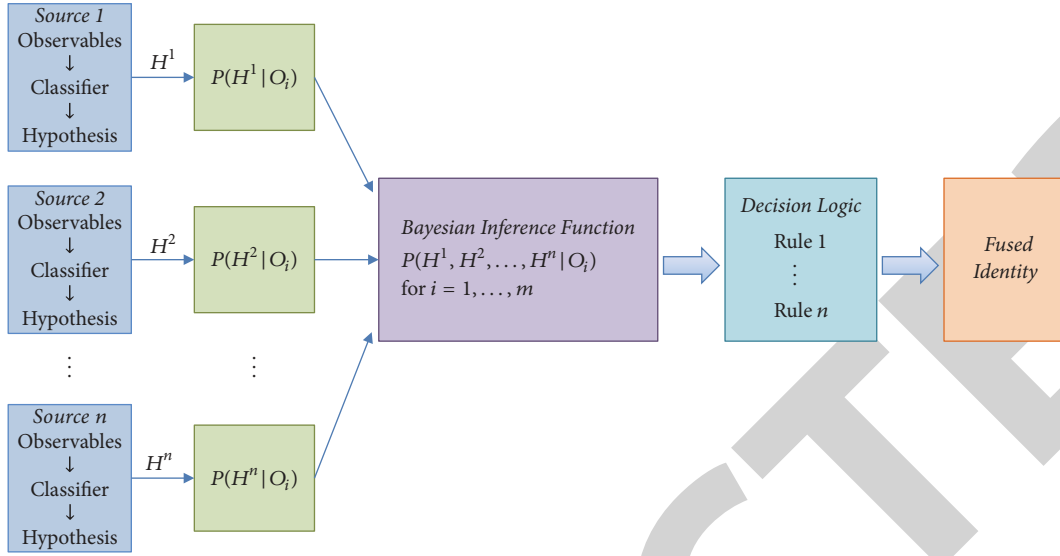 Source 1
Observables
↓
Classifier
↓
Hypothesis
H¹
P(H¹|Oᵢ)
Source 2
Observables
↓
Classifier
↓
Hypothesis
H²
P(H²|Oᵢ)
⋮
⋮
Source n
Observables
↓
Classifier
↓
Hypothesis
Hⁿ
P(Hⁿ|Oᵢ)
Bayesian Inference Function
P(H¹, H², . . . , Hⁿ|Oᵢ)
for i = 1, . . . , m
Decision Logic
Rule 1
⋮
Rule n
Fused
Identity